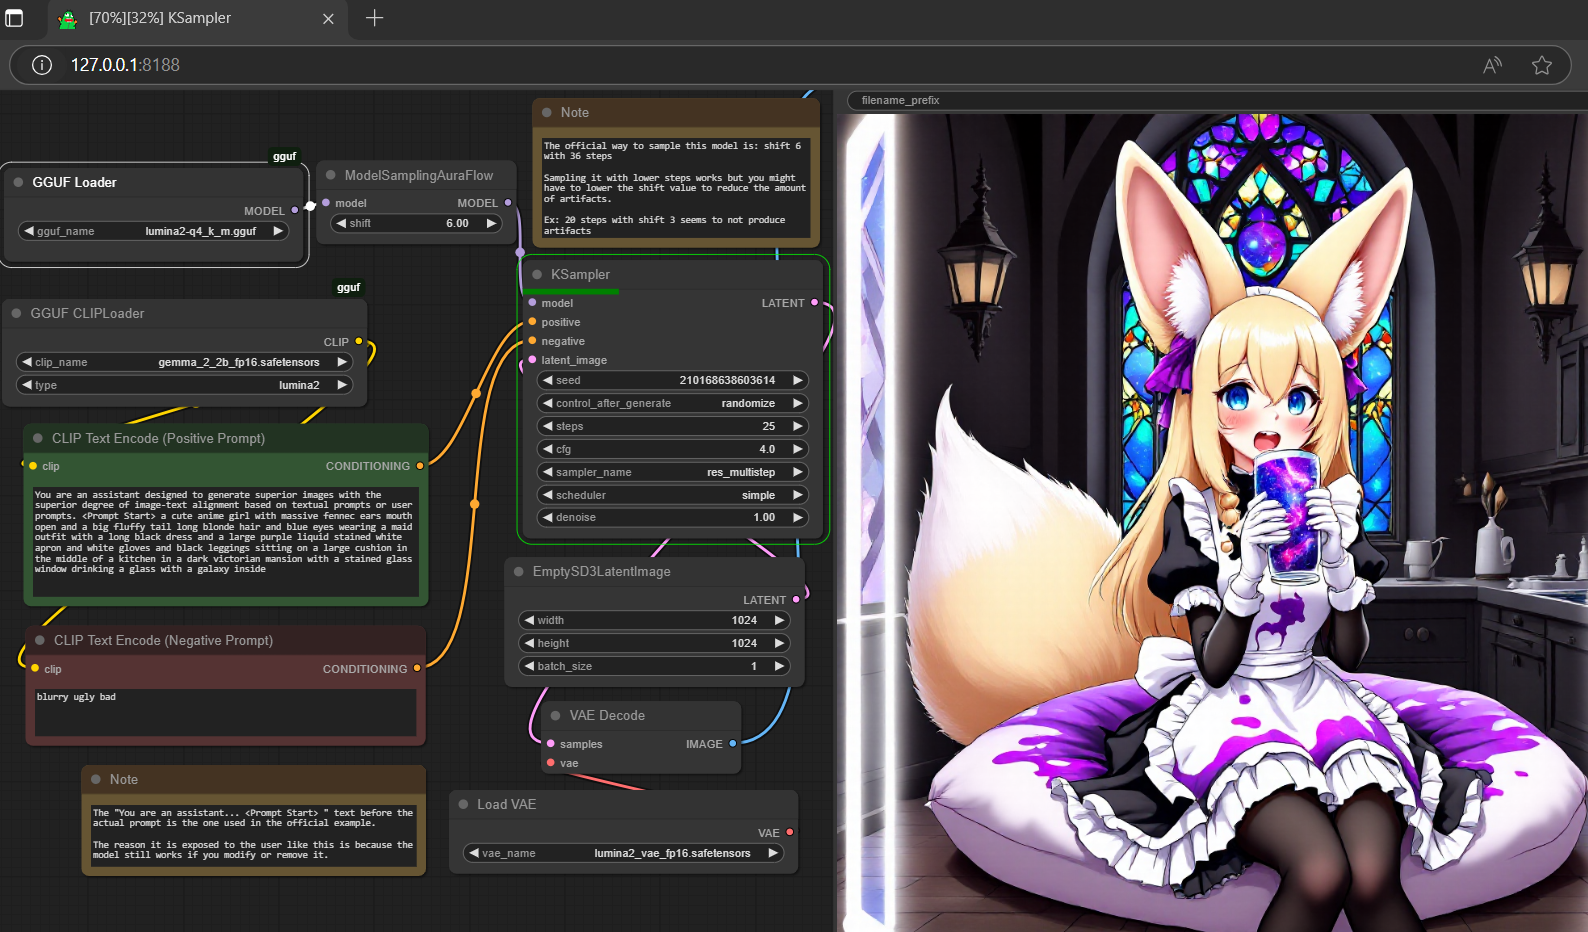 [70%][32%] KSampler
127.0.0.1:8188
filename_prefix
gguf
GGUF Loader
MODEL
gguf_name lumina2-q4_k_m.gguf
ModelSamplingAuraFlow
model MODEL
shift 6.00
Note
The official way to sample this model is: shift 6
with 36 steps
Sampling it with lower steps works but you might
have to lower the shift value to reduce the amount
of artifacts.
Ex: 20 steps with shift 3 seems to not produce
artifacts
gguf
GGUF CLIPLoader
CLIP
clip_name gemma_2_2b_fp16.safetensors
type lumina2
KSampler
model LATENT
positive
negative
latent_image
seed 210168638603614
control_after_generate randomize
steps 25
cfg 4.0
sampler_name res_multistep
scheduler simple
denoise 1.00
CLIP Text Encode (Positive Prompt)
clip CONDITIONING
You are an assistant designed to generate superior images with the
superior degree of image-text alignment based on textual prompts or user
prompts. <Prompt Start> a cute anime girl with massive fennec ears mouth
open and a big fluffy tail long blonde hair and blue eyes wearing a maid
outfit with a long black dress and a large purple liquid stained white
apron and white gloves and black leggings sitting on a large cushion in
the middle of a kitchen in a dark victorian mansion with a stained glass
window drinking a glass with a galaxy inside
EmptySD3LatentImage
LATENT
width 1024
height 1024
batch_size 1
CLIP Text Encode (Negative Prompt)
clip CONDITIONING
blurry ugly bad
VAE Decode
samples IMAGE
vae
Note
The "You are an assistant... <Prompt Start> " text before the
actual prompt is the one used in the official example.
The reason it is exposed to the user like this is because the
model still works if you modify or remove it.
Load VAE
VAE
vae_name lumina2_vae_fp16.safetensors